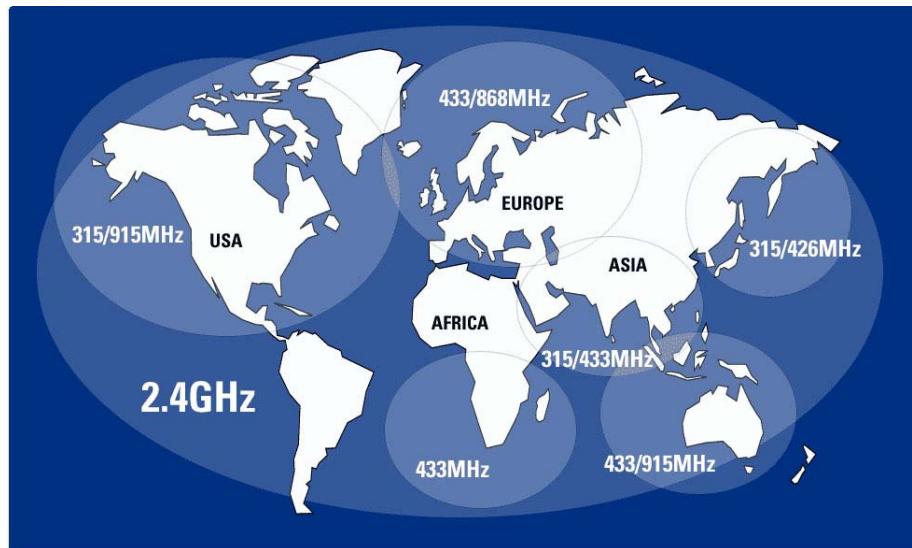 433/868MHz
EUROPE
315/915MHz
USA
315/426MHz
ASIA
AFRICA
315/433MHz
2.4GHz
433MHz
433/915MHz